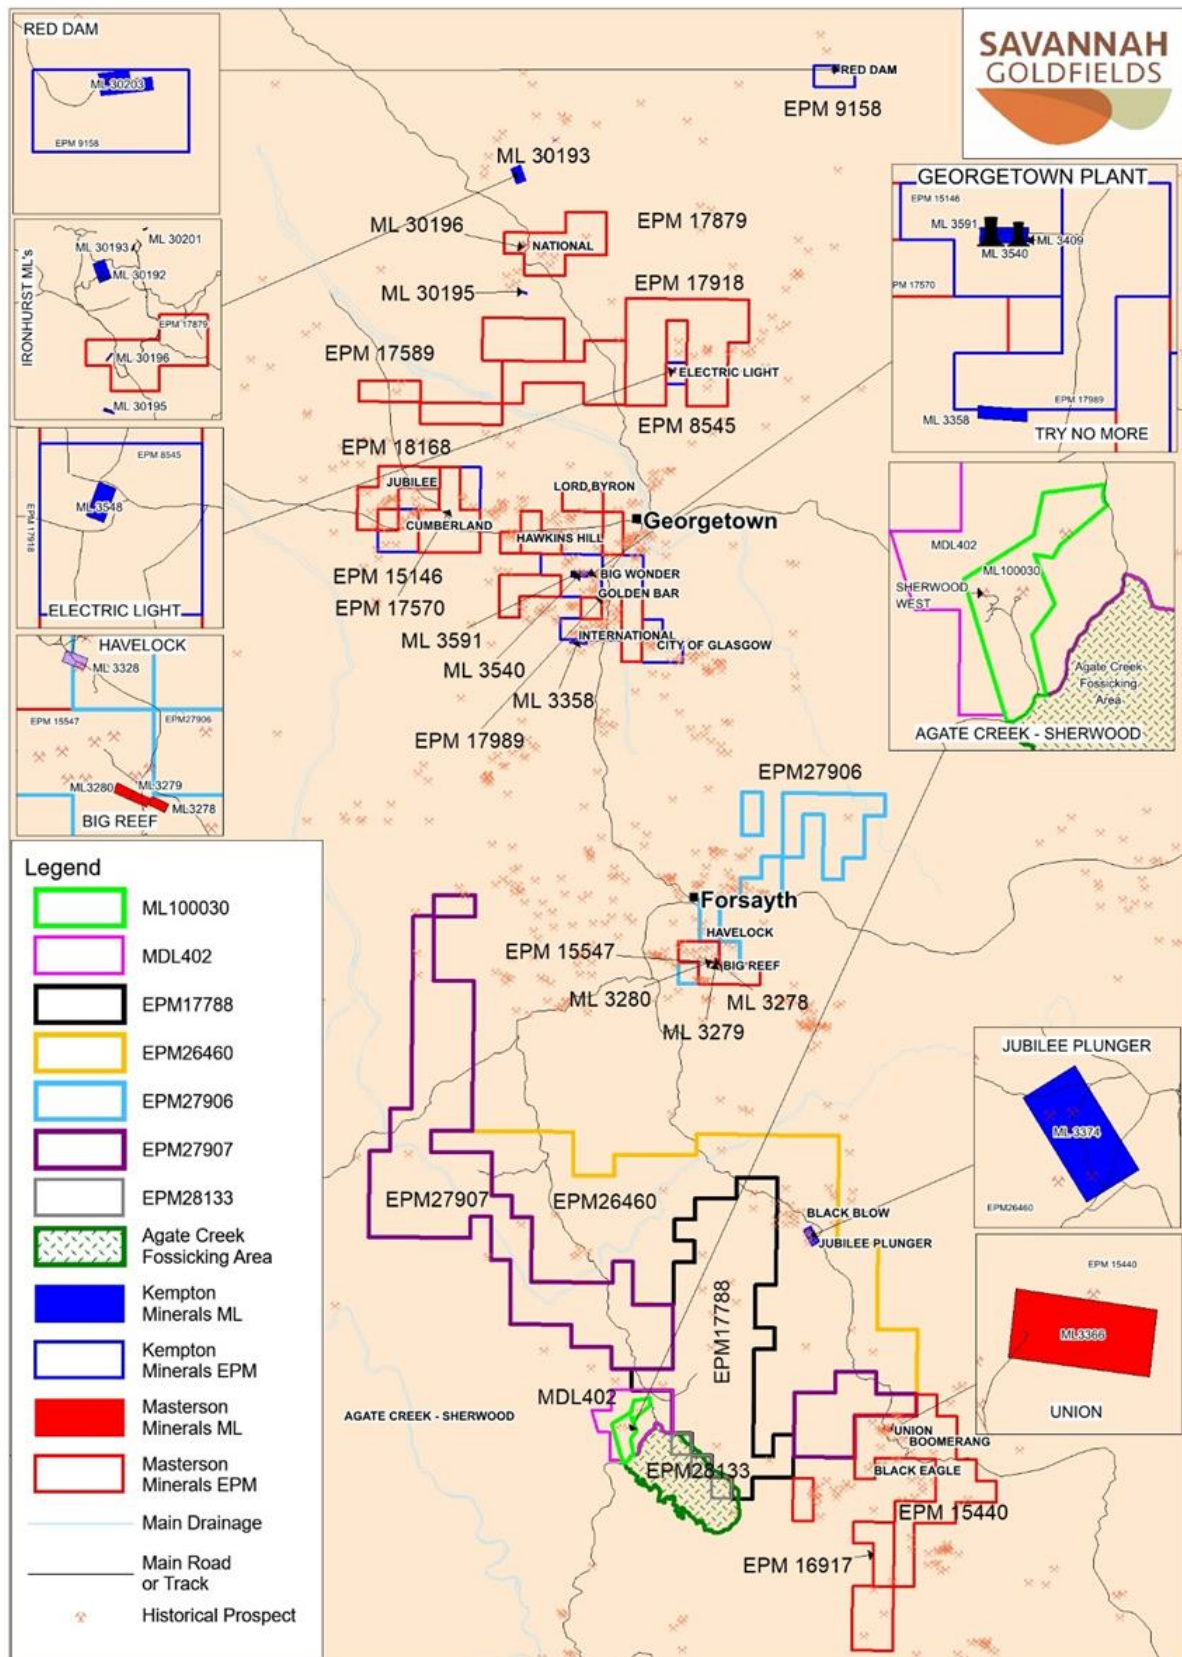 RED DAM
ML 30203
EPM 9158
SAVANNAH
GOLDFIELDS
RED DAM
EPM 9158
ML 30193
ML 30196
NATIONAL
EPM 17879
ML 30195
EPM 17918
EPM 17589
ELECTRIC LIGHT
EPM 8545
IRONHURST ML's
ML 30193
ML 30201
ML 30192
EPM 17879
ML 30196
ML 30195
GEORGETOWN PLANT
EPM 15146
ML 3591
ML 3409
ML 3540
PM 17570
EPM 17989
ML 3358
TRY NO MORE
EPM 8545
ML 3548
EPM 17918
ELECTRIC LIGHT
EPM 18168
JUBILEE
CUMBERLAND
LORD BYRON
Georgetown
HAWKINS HILL
EPM 15146
EPM 17570
BIG WONDER
GOLDEN BAR
ML 3591
INTERNATIONAL
CITY OF GLASGOW
ML 3540
ML 3358
EPM 17989
MDL402
ML100030
SHERWOOD
WEST
Agate Creek
Fossicking
Area
AGATE CREEK - SHERWOOD
HAVELOCK
ML 3328
EPM 15547
EPM27906
ML3280
ML3279
ML3278
BIG REEF
EPM27906
Forsayth
HAVELOCK
EPM 15547
BIG REEF
ML 3280
ML 3278
ML 3279
Legend
ML100030
MDL402
EPM17788
EPM26460
EPM27906
EPM27907
EPM28133
Agate Creek
Fossicking Area
Kempton
Minerals ML
Kempton
Minerals EPM
Masterson
Minerals ML
Masterson
Minerals EPM
Main Drainage
Main Road
or Track
Historical Prospect
JUBILEE PLUNGER
ML 3374
EPM26460
EPM 15440
ML3366
UNION
EPM27907
EPM26460
BLACK BLOW
JUBILEE PLUNGER
EPM17788
MDL402
AGATE CREEK - SHERWOOD
UNION
BOOMERANG
EPM28133
BLACK EAGLE
EPM 15440
EPM 16917